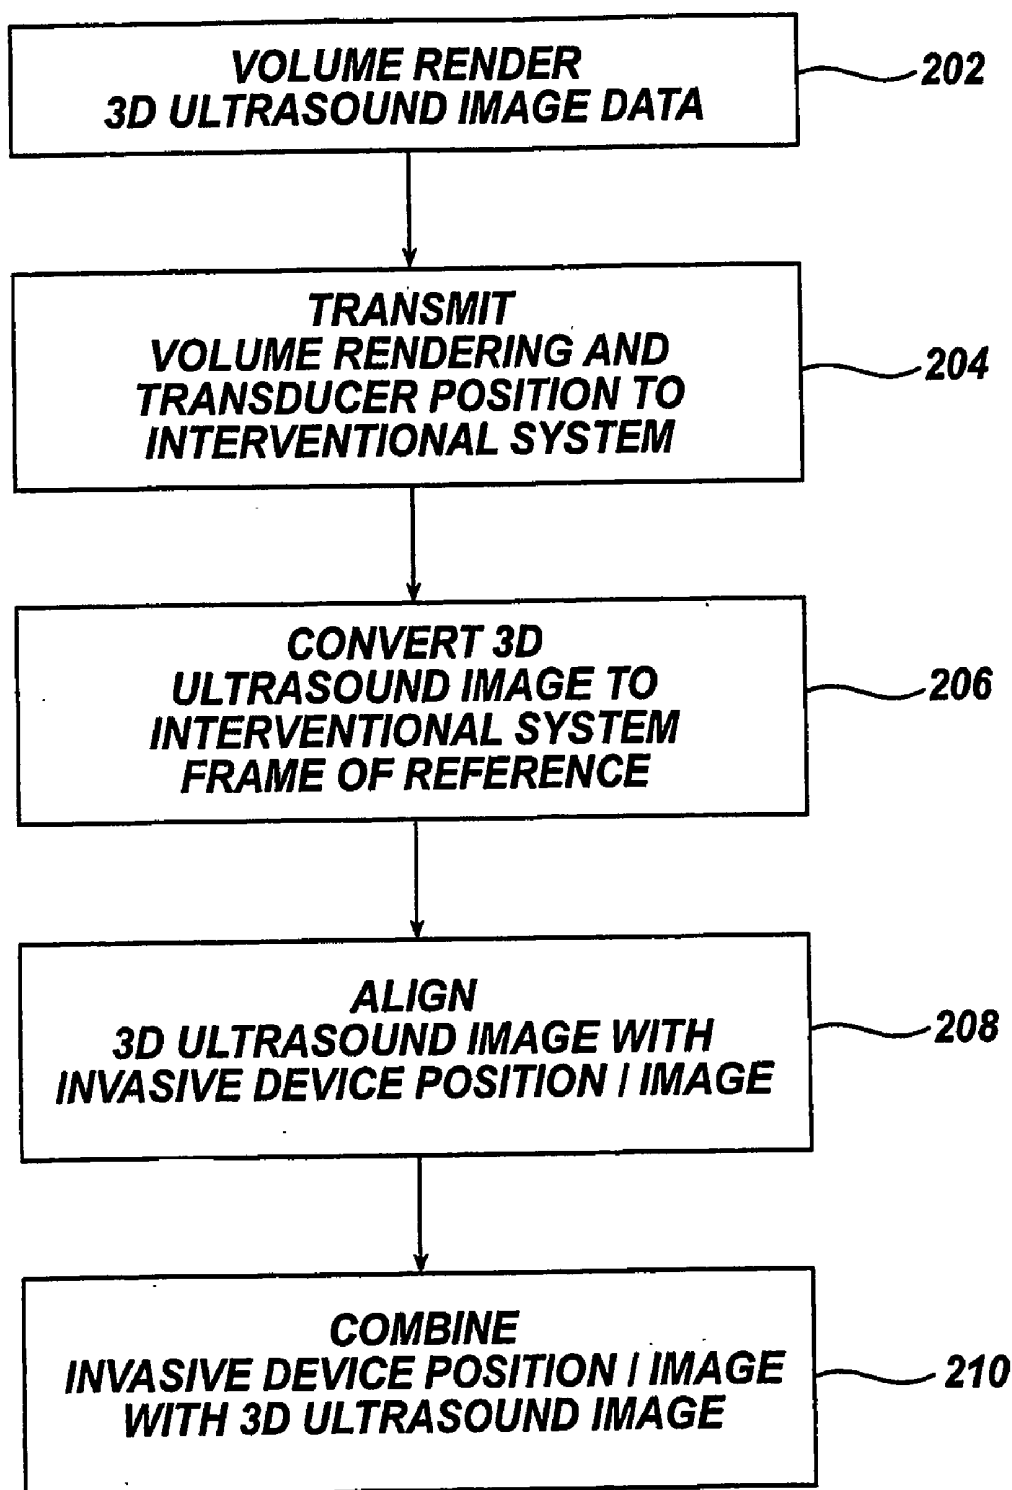 VOLUME RENDER
3D ULTRASOUND IMAGE DATA
202
TRANSMIT
VOLUME RENDERING AND
TRANSDUCER POSITION TO
INTERVENTIONAL SYSTEM
204
CONVERT 3D
ULTRASOUND IMAGE TO
INTERVENTIONAL SYSTEM
FRAME OF REFERENCE
206
ALIGN
3D ULTRASOUND IMAGE WITH
INVASIVE DEVICE POSITION / IMAGE
208
COMBINE
INVASIVE DEVICE POSITION / IMAGE
WITH 3D ULTRASOUND IMAGE
210